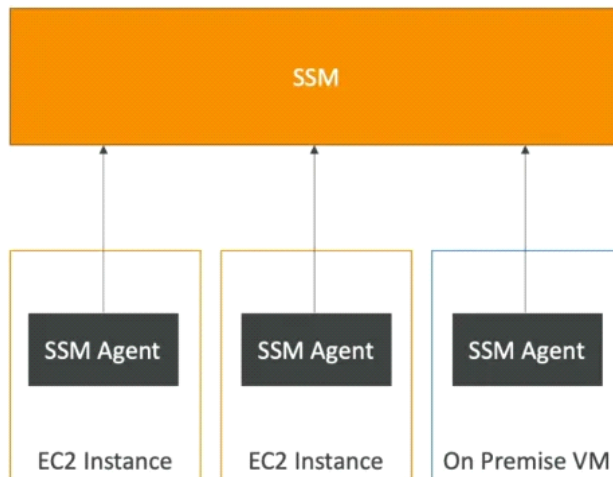 SSM
SSM Agent
SSM Agent
SSM Agent
EC2 Instance
EC2 Instance
On Premise VM